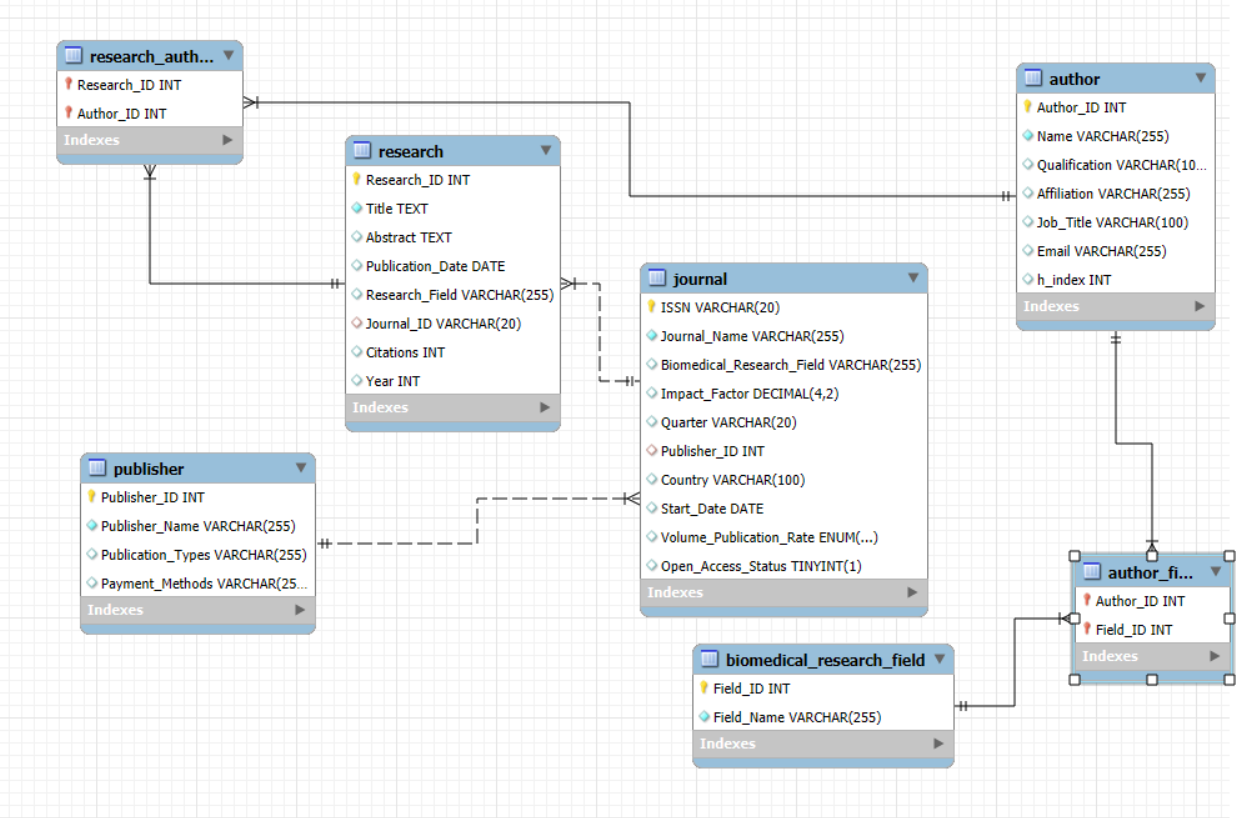 research_auth...
Research_ID INT
Author_ID INT
Indexes
research
Research_ID INT
Title TEXT
Abstract TEXT
Publication_Date DATE
Research_Field VARCHAR(255)
Journal_ID VARCHAR(20)
Citations INT
Year INT
Indexes
author
Author_ID INT
Name VARCHAR(255)
Qualification VARCHAR(10...
Affiliation VARCHAR(255)
Job_Title VARCHAR(100)
Email VARCHAR(255)
h_index INT
Indexes
journal
ISSN VARCHAR(20)
Journal_Name VARCHAR(255)
Biomedical_Research_Field VARCHAR(255)
Impact_Factor DECIMAL(4,2)
Quarter VARCHAR(20)
Publisher_ID INT
Country VARCHAR(100)
Start_Date DATE
Volume_Publication_Rate ENUM(...)
Open_Access_Status TINYINT(1)
Indexes
publisher
Publisher_ID INT
Publisher_Name VARCHAR(255)
Publication_Types VARCHAR(255)
Payment_Methods VARCHAR(25...
Indexes
author_fi...
Author_ID INT
Field_ID INT
Indexes
biomedical_research_field
Field_ID INT
Field_Name VARCHAR(255)
Indexes